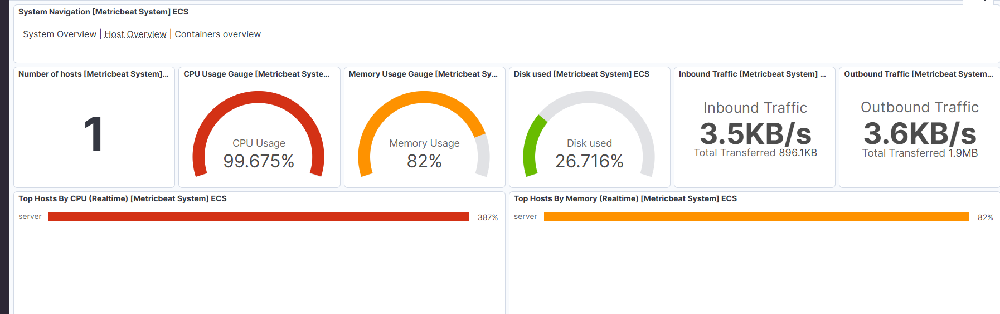 System Navigation [Metricbeat System] ECS
System Overview | Host Overview | Containers overview
Number of hosts [Metricbeat System]...
1
CPU Usage Gauge [Metricbeat Syste...
CPU Usage
99.675%
Memory Usage Gauge [Metricbeat Sy...
Memory Usage
82%
Disk used [Metricbeat System] ECS
Disk used
26.716%
Inbound Traffic [Metricbeat System] ...
Inbound Traffic
3.5KB/s
Total Transferred 896.1KB
Outbound Traffic [Metricbeat System...
Outbound Traffic
3.6KB/s
Total Transferred 1.9MB
Top Hosts By CPU (Realtime) [Metricbeat System] ECS
server 387%
Top Hosts By Memory (Realtime) [Metricbeat System] ECS
server 82%